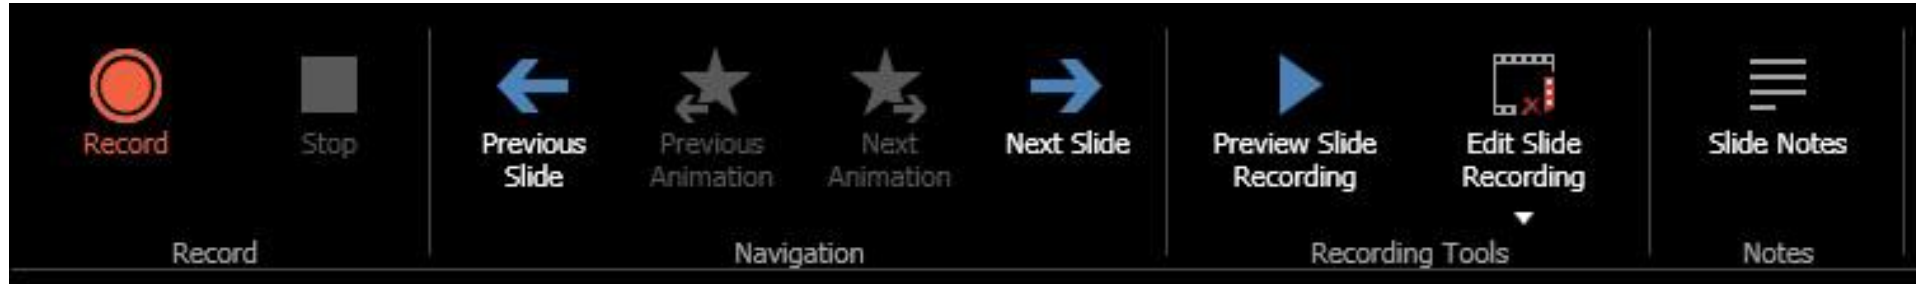 Record
Stop
Previous
Slide
Previous
Animation
Next
Animation
Next Slide
Preview Slide
Recording
Edit Slide
Recording
Slide Notes
Record
Navigation
Recording Tools
Notes